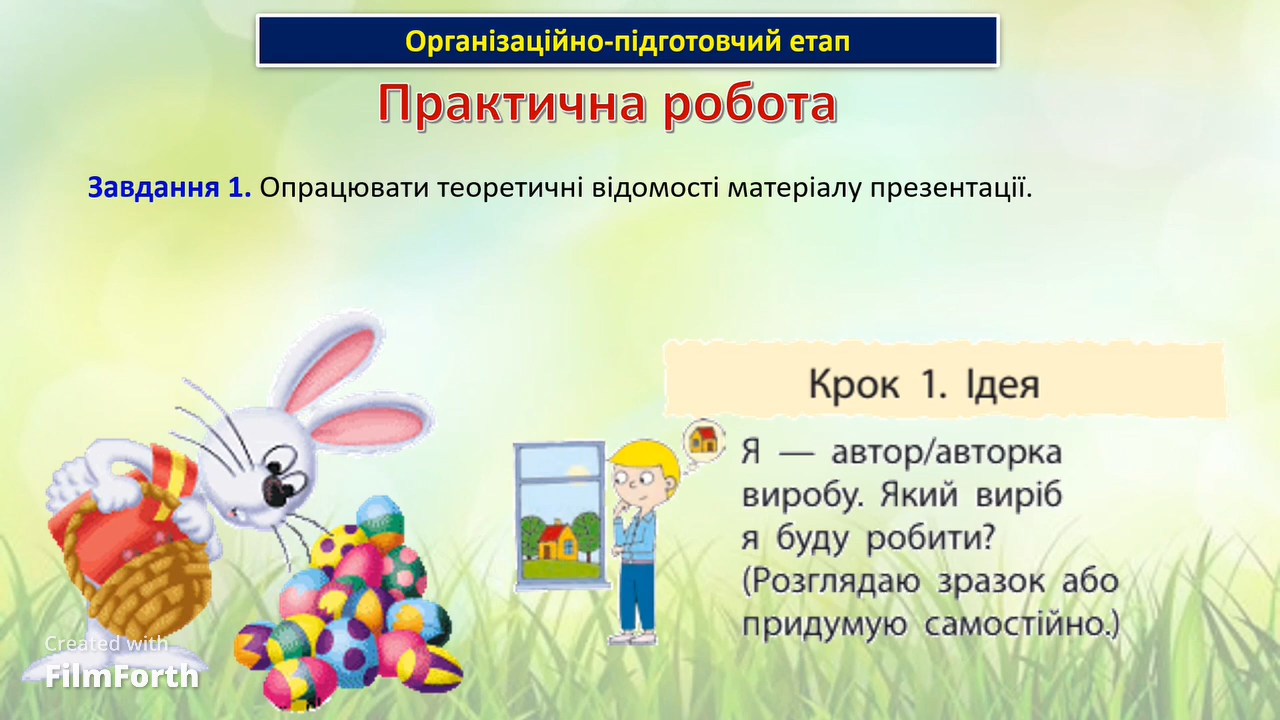 Організаційно-підготовчий етап
Практична робота
Завдання 1. Опрацювати теоретичні відомості матеріалу презентації.
Крок 1. Ідея
Я — автор/авторка
виробу. Який виріб
я буду робити?
(Розглядаю зразок або
придумую самостійно.)
Created with
FilmForth